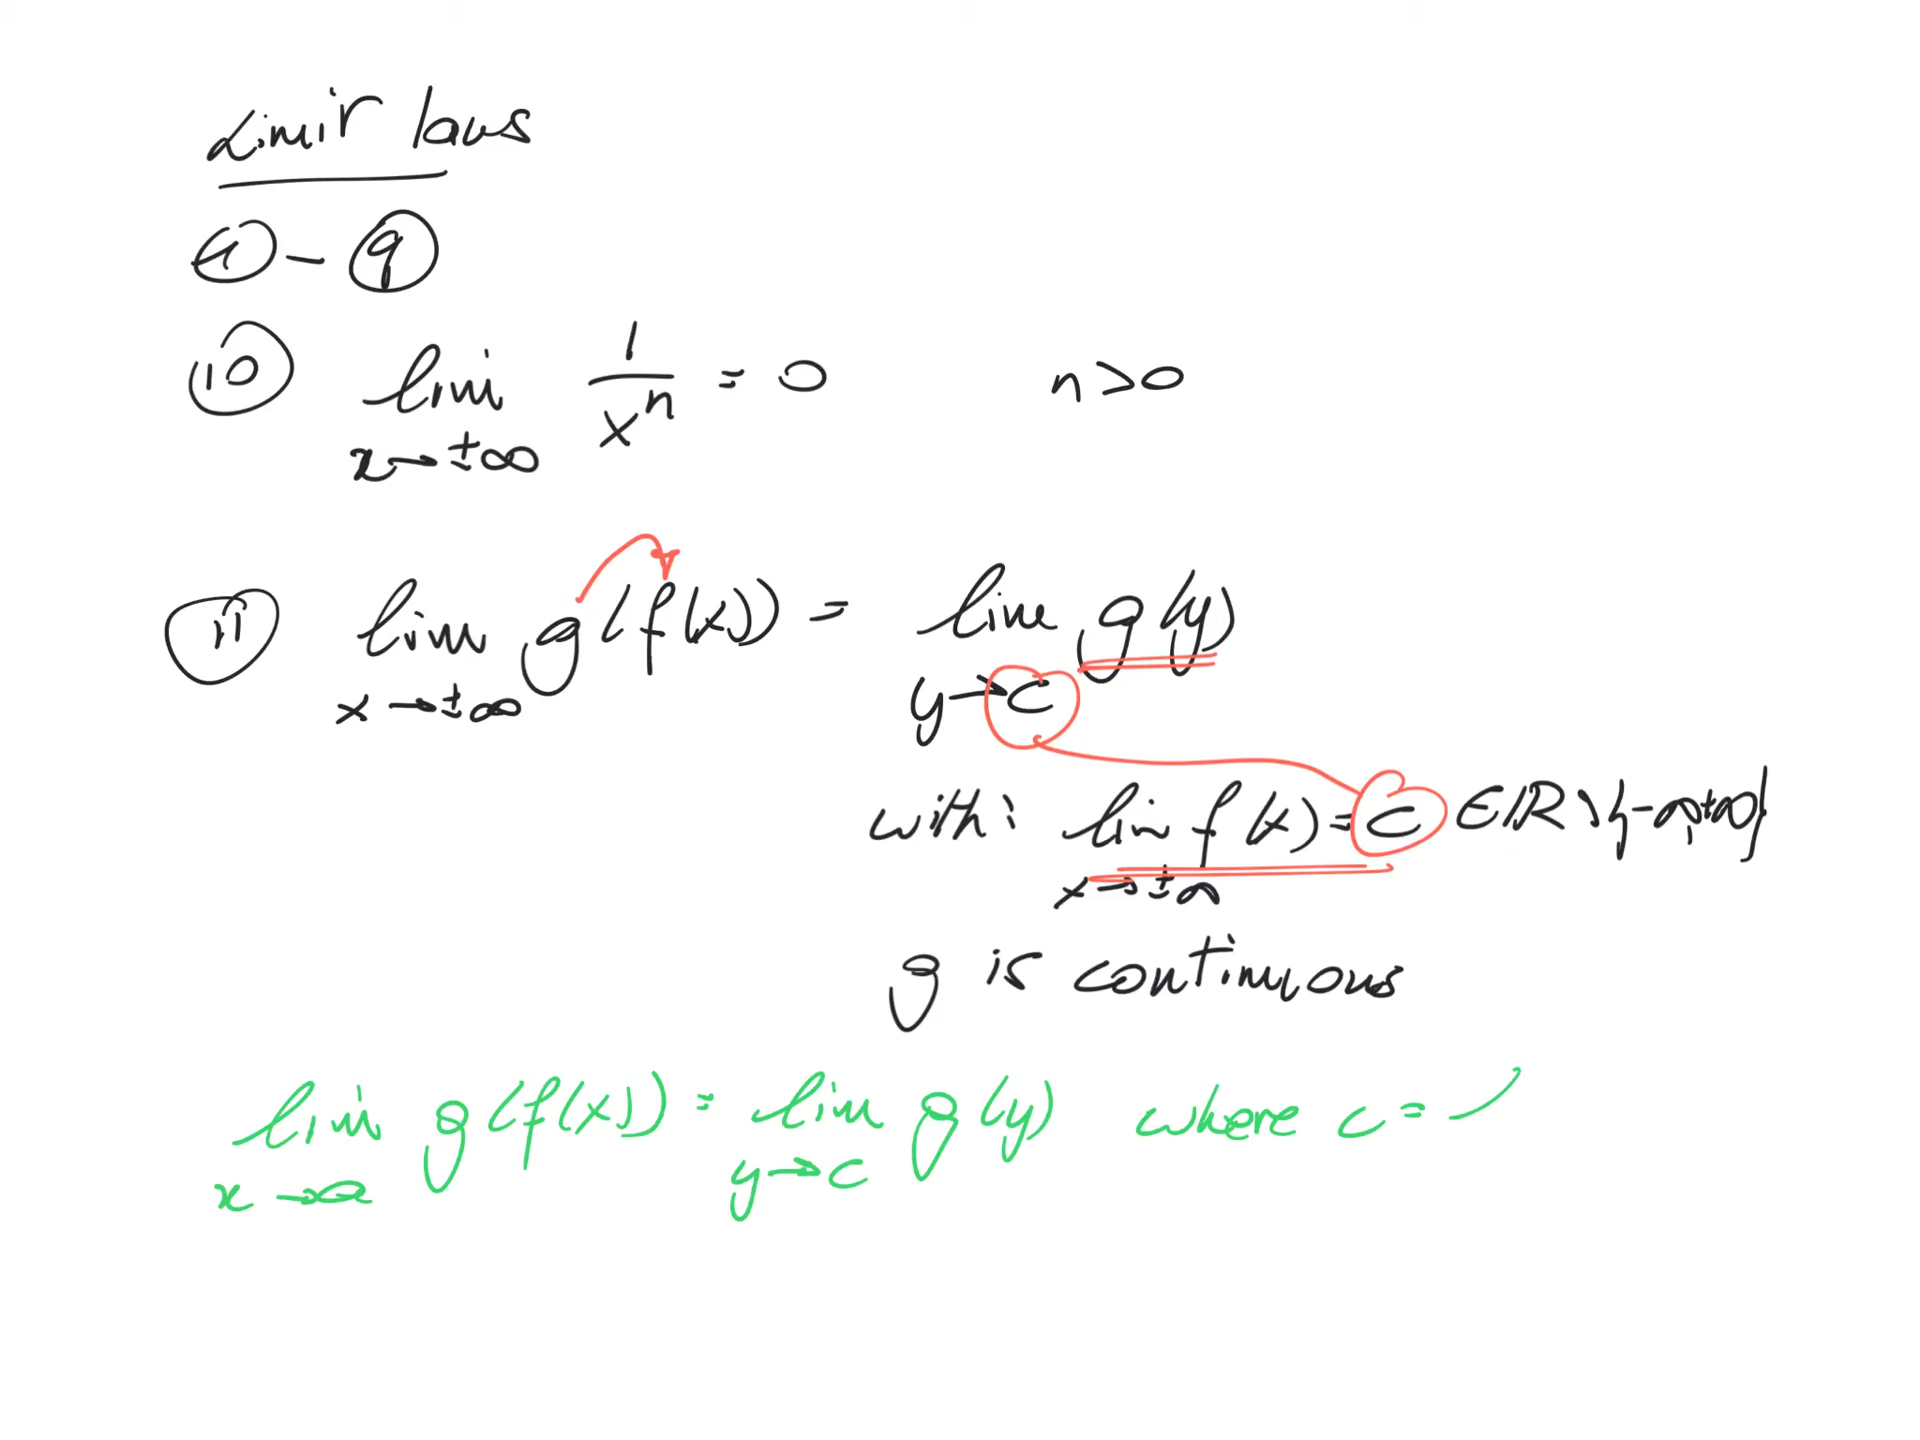 Limit laws
① - ⑨
⑩ lim x→±∞ 1/xⁿ = 0 n>0
⑪ lim x→±∞ g(f(x)) = lim y→c g(y)
with: lim x→±∞ f(x) = c ∈ ℝ \ {-∞,+∞}
g is continuous
lim x→a g(f(x)) = lim y→c g(y) where c =